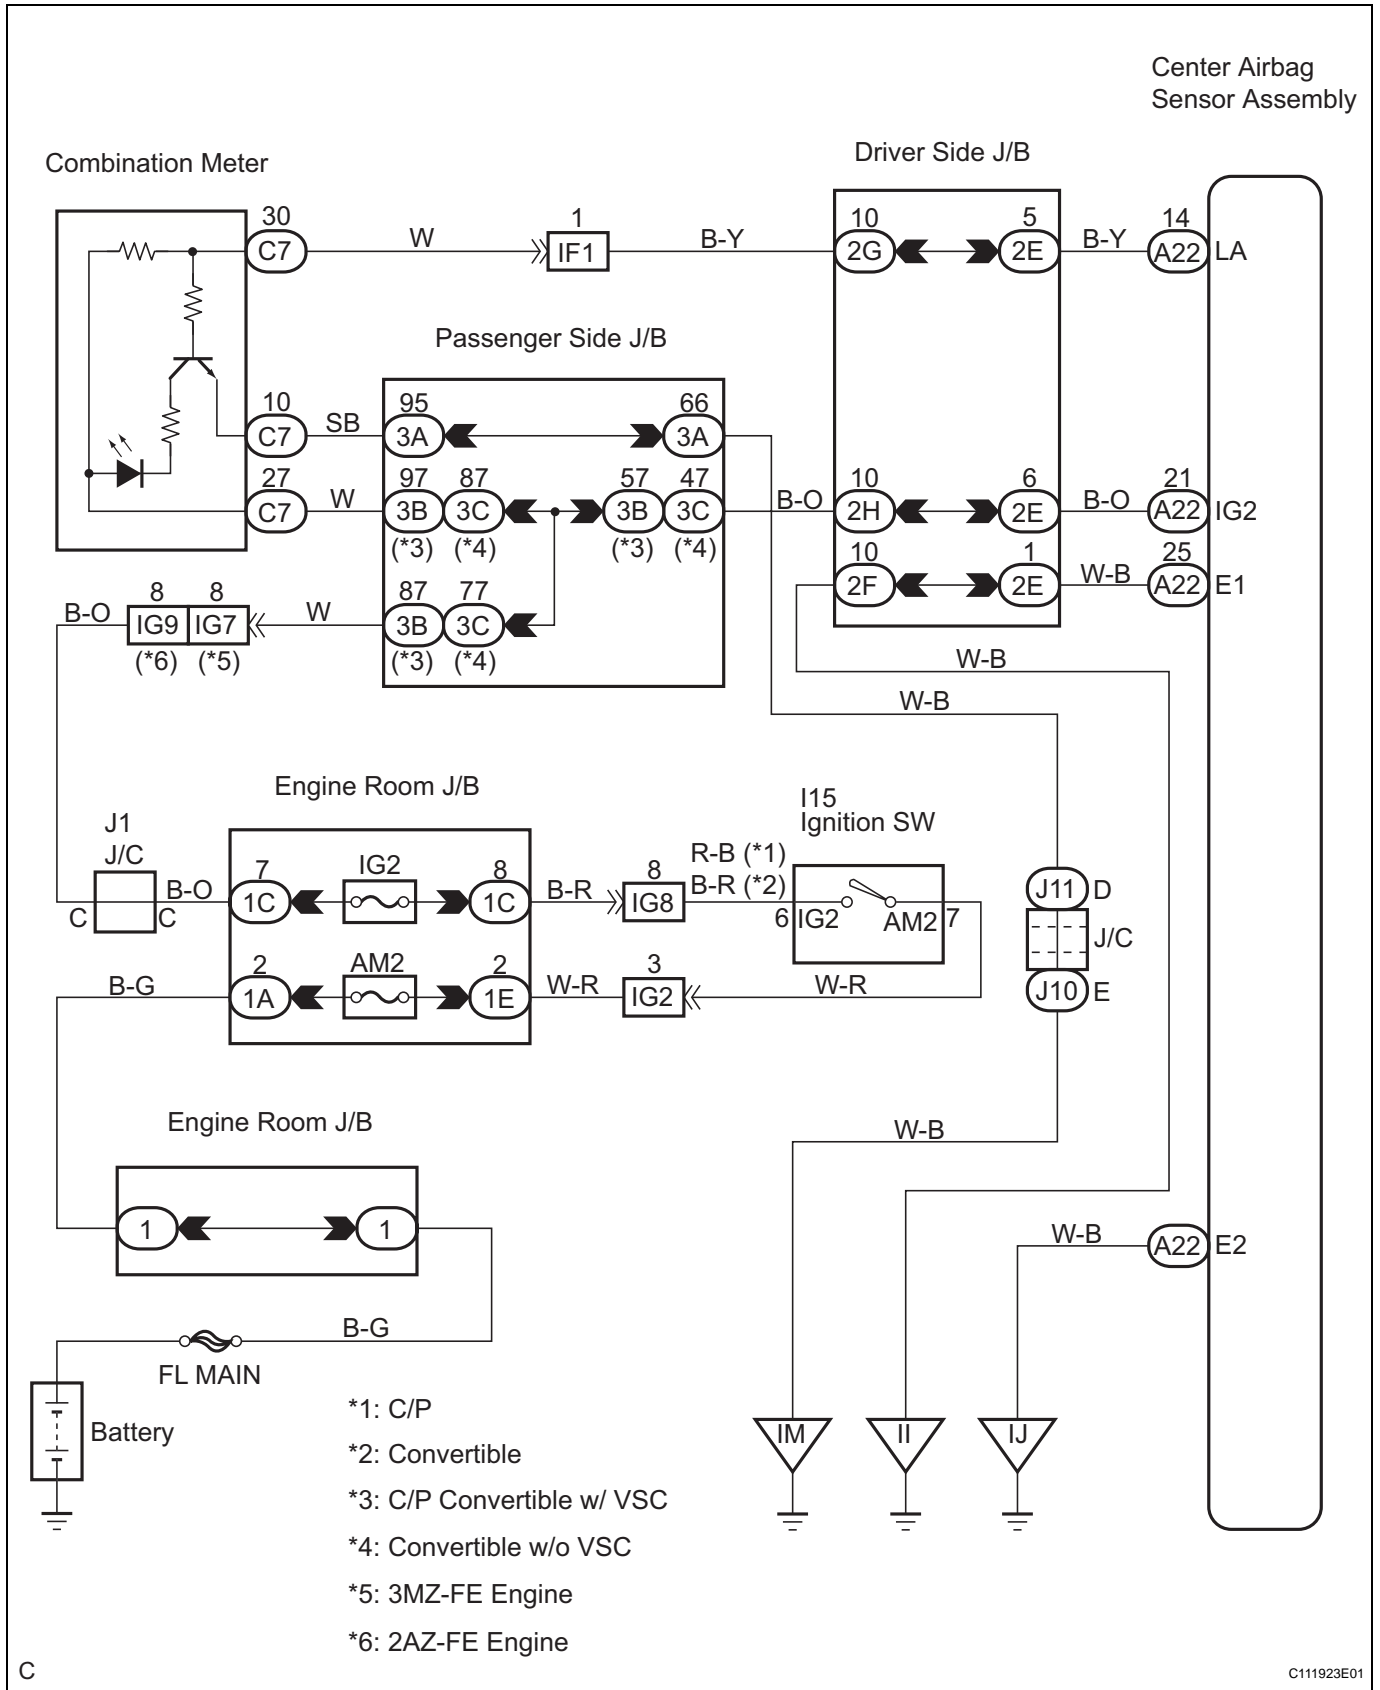 Center Airbag
Sensor Assembly
Driver Side J/B
Combination Meter
30
C7
W
1
IF1
B-Y
10
2G
5
2E
B-Y
14
A22
LA
Passenger Side J/B
10
C7
SB
95
3A
66
3A
27
C7
W
97
3B
(*3)
87
3C
(*4)
57
3B
(*3)
47
3C
(*4)
B-O
10
2H
6
2E
B-O
21
A22
IG2
10
2F
1
2E
W-B
25
A22
E1
B-O
8
IG9
(*6)
8
IG7
(*5)
W
87
3B
(*3)
77
3C
(*4)
W-B
W-B
Engine Room J/B
I15
Ignition SW
J1
J/C
C
C
B-O
7
1C
IG2
8
1C
B-R
8
IG8
R-B (*1)
B-R (*2)
6
IG2
AM2
7
J11
D
J/C
J10
E
B-G
2
1A
AM2
2
1E
W-R
3
IG2
W-R
Engine Room J/B
W-B
1
1
W-B
A22
E2
B-G
FL MAIN
Battery
*1: C/P
*2: Convertible
*3: C/P Convertible w/ VSC
*4: Convertible w/o VSC
*5: 3MZ-FE Engine
*6: 2AZ-FE Engine
IM
II
IJ
C
C111923E01